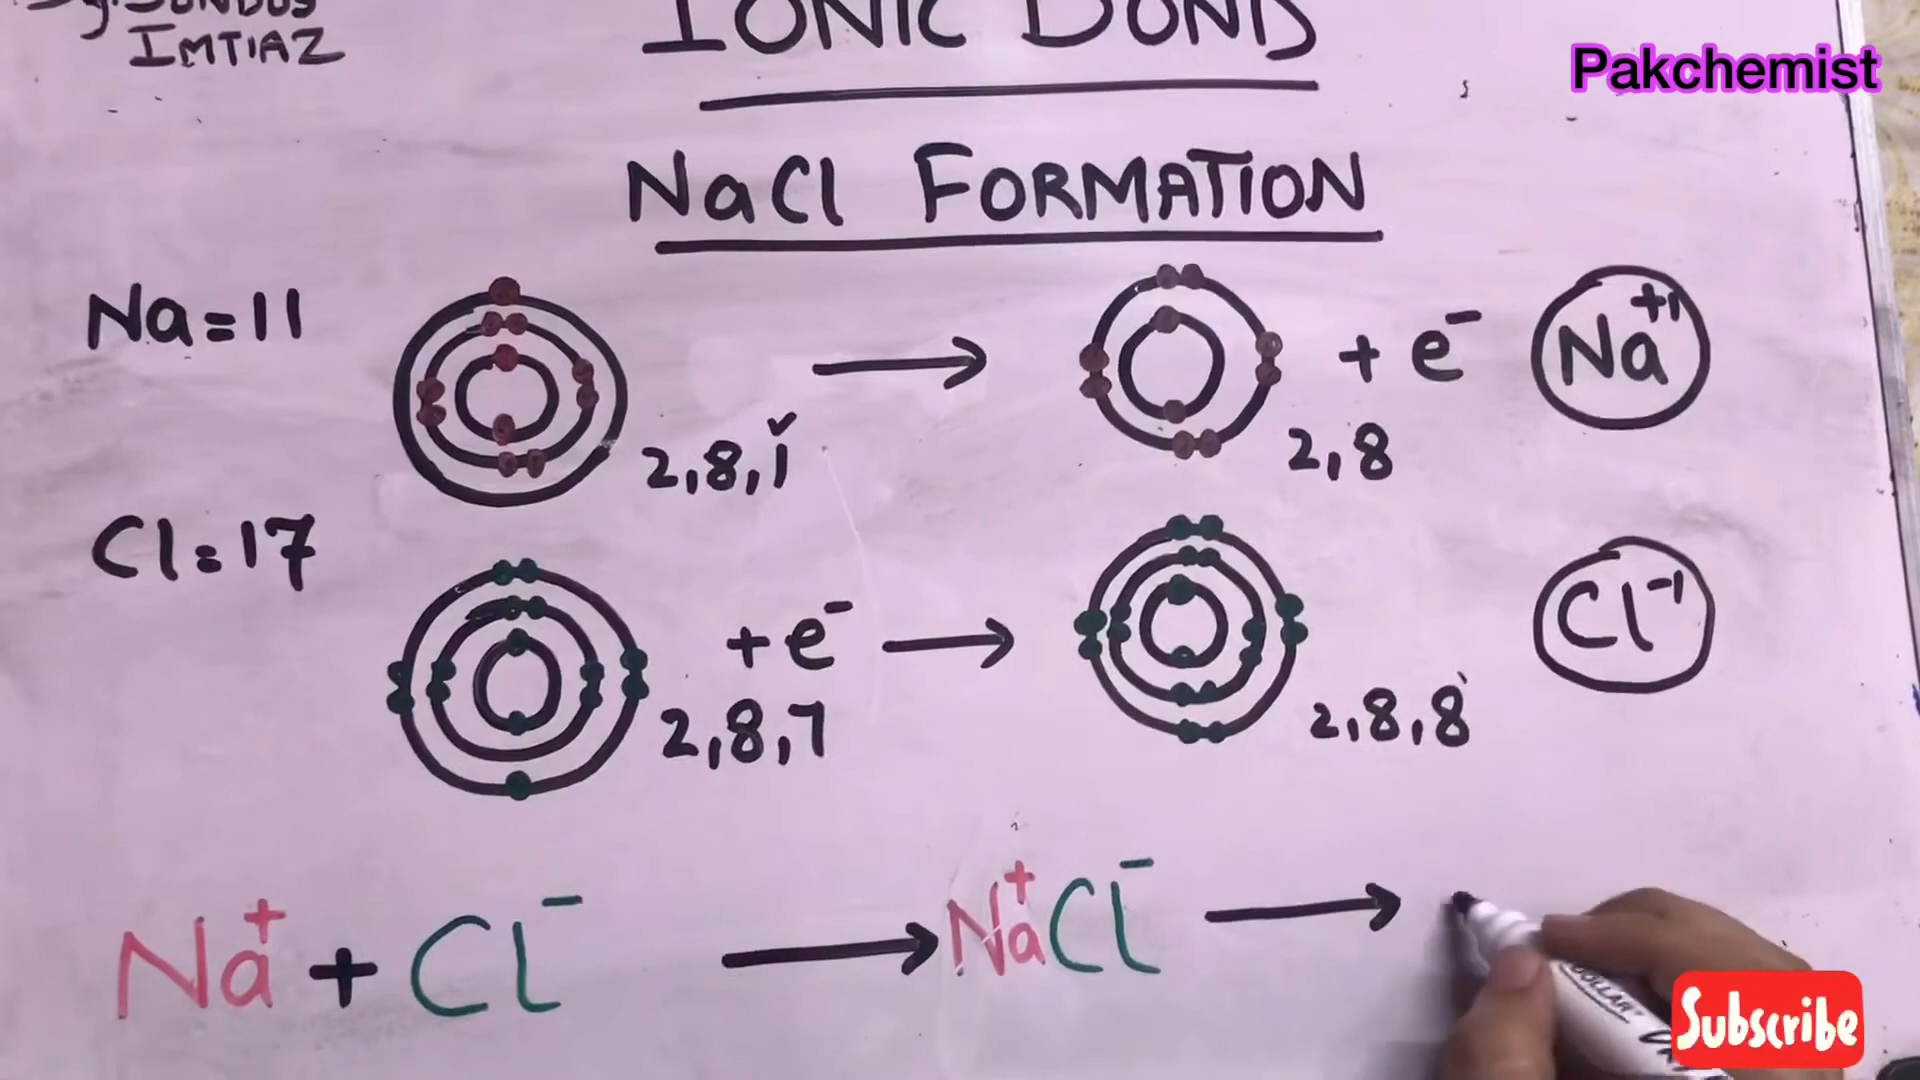 IMTIAZ
IONIC BOND
Pakchemist
NaCl FORMATION
Na=11
2,8,1
+ e⁻
2,8
Na⁺¹
Cl=17
+ e⁻
2,8,7
2,8,8
Cl⁻¹
Na⁺ + Cl⁻ → Na⁺Cl⁻ →
DOLLAR
Subscribe